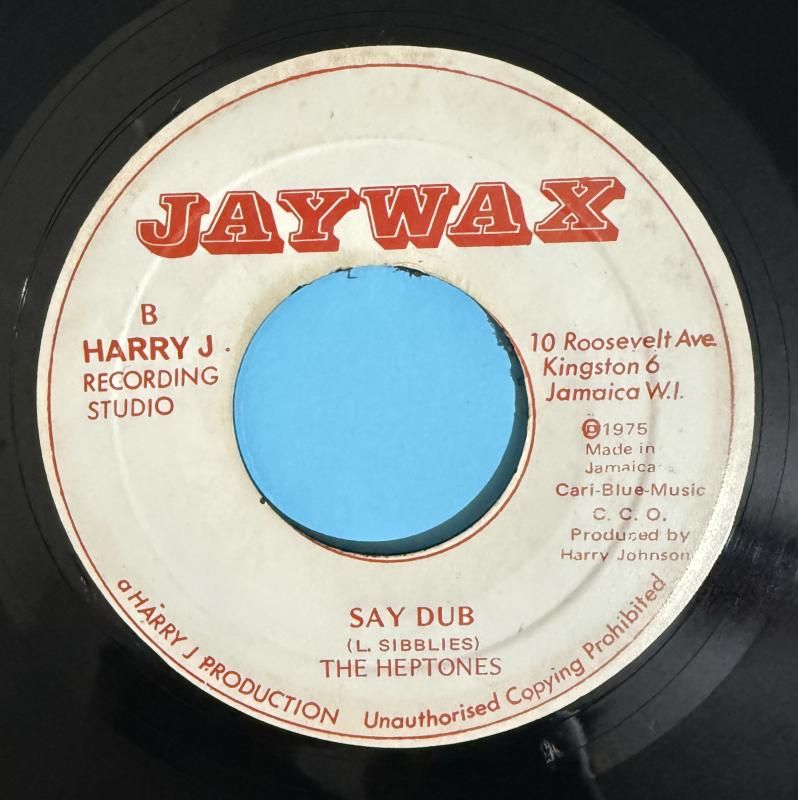 JAYWAX
B
HARRY J.
RECORDING
STUDIO
10 Roosevelt Ave.
Kingston 6
Jamaica W.I.
℗1975
Made in
Jamaica
Cari-Blue-Music
C. C. O.
Produced by
Harry Johnson
SAY DUB
(L. SIBBLIES)
THE HEPTONES
a HARRY J PRODUCTION Unauthorised Copying Prohibited